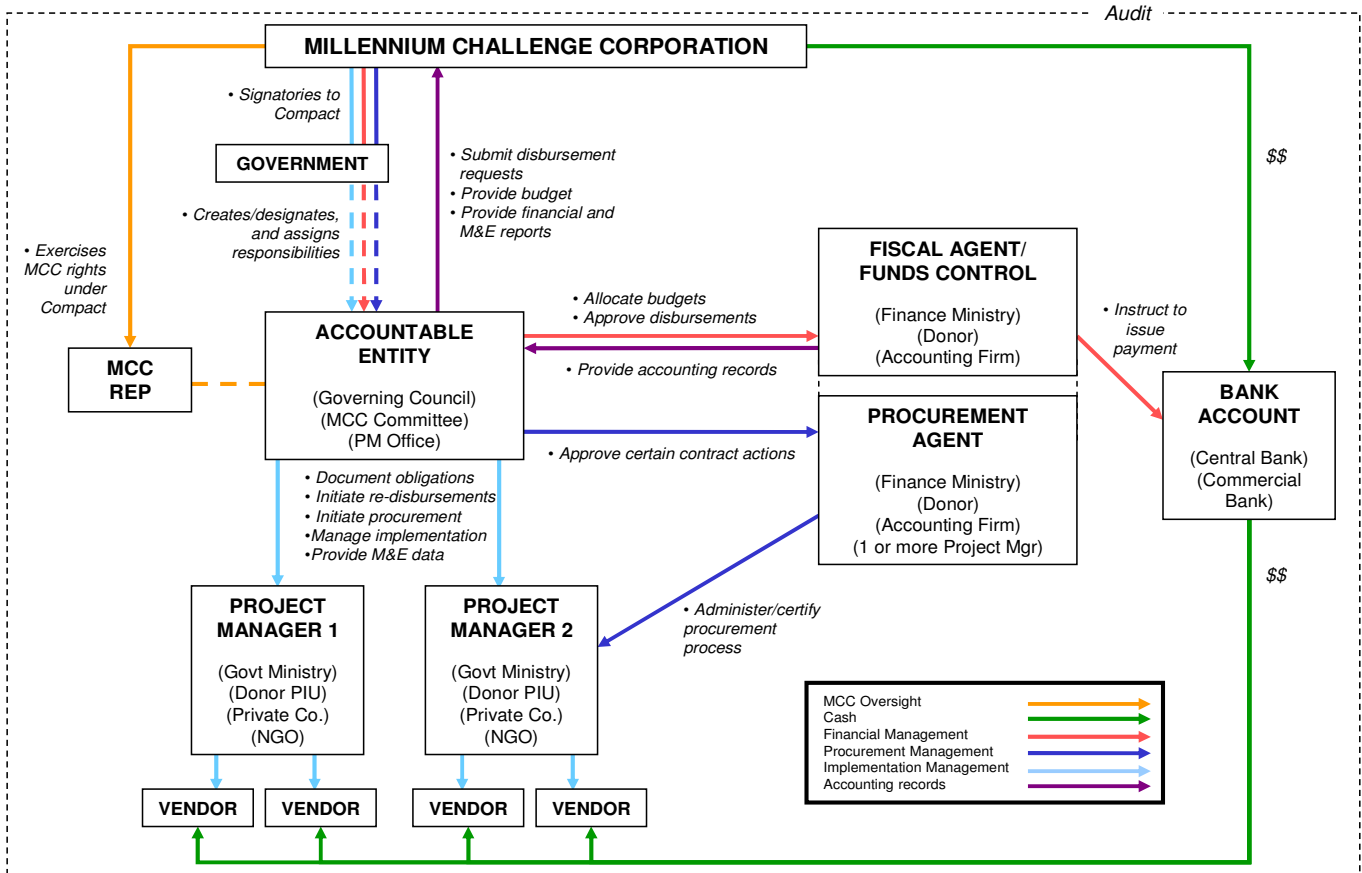 Audit
MILLENNIUM CHALLENGE CORPORATION
• Signatories to
Compact
GOVERNMENT
• Creates/designates,
and assigns
responsibilities
• Submit disbursement
requests
• Provide budget
• Provide financial and
M&E reports
$$
• Exercises
MCC rights
under
Compact
MCC
REP
ACCOUNTABLE
ENTITY
(Governing Council)
(MCC Committee)
(PM Office)
• Allocate budgets
• Approve disbursements
• Provide accounting records
• Approve certain contract actions
FISCAL AGENT/
FUNDS CONTROL
(Finance Ministry)
(Donor)
(Accounting Firm)
• Instruct to
issue
payment
PROCUREMENT
AGENT
(Finance Ministry)
(Donor)
(Accounting Firm)
(1 or more Project Mgr)
BANK
ACCOUNT
(Central Bank)
(Commercial
Bank)
$$
• Document obligations
• Initiate re-disbursements
• Initiate procurement
•Manage implementation
•Provide M&E data
PROJECT
MANAGER 1
(Govt Ministry)
(Donor PIU)
(Private Co.)
(NGO)
PROJECT
MANAGER 2
(Govt Ministry)
(Donor PIU)
(Private Co.)
(NGO)
• Administer/certify
procurement
process
MCC Oversight
Cash
Financial Management
Procurement Management
Implementation Management
Accounting records
VENDOR
VENDOR
VENDOR
VENDOR